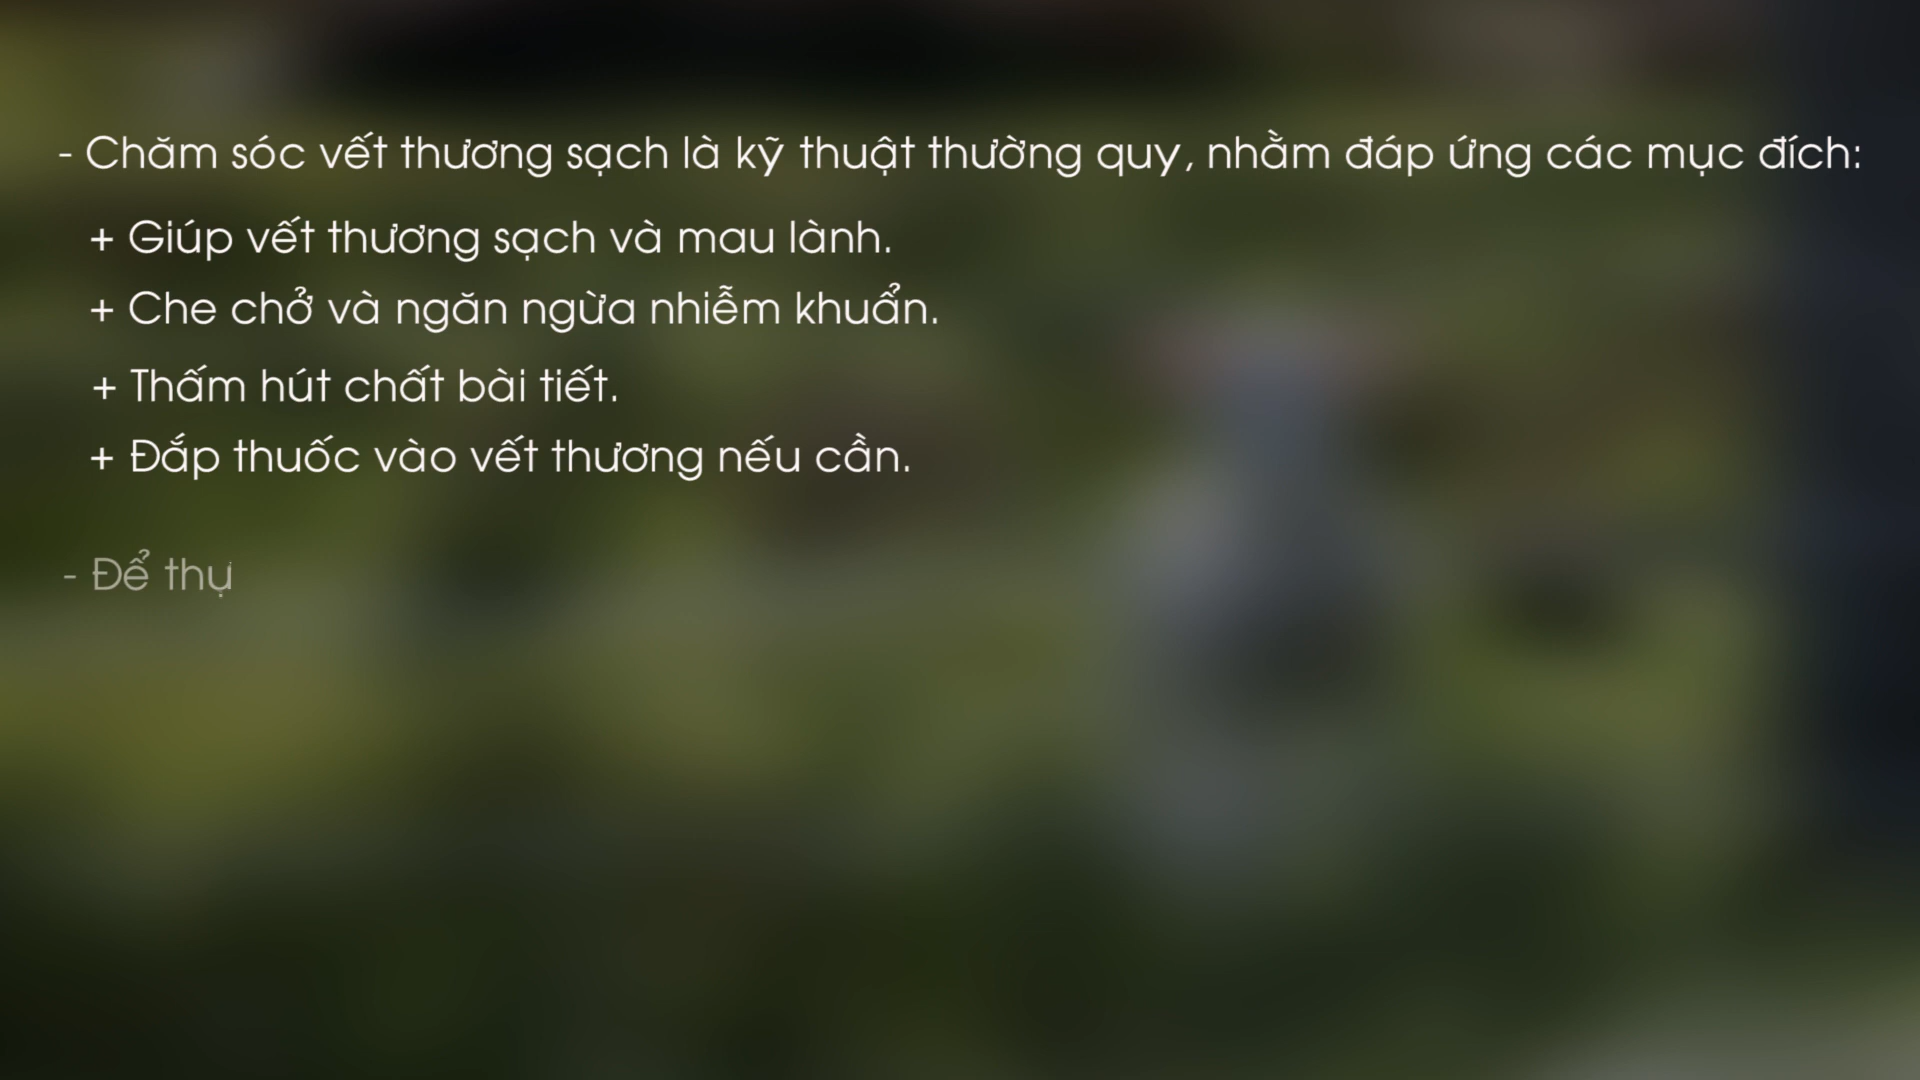 - Chăm sóc vết thương sạch là kỹ thuật thường quy, nhằm đáp ứng các mục đích:
+ Giúp vết thương sạch và mau lành.
+ Che chở và ngăn ngừa nhiễm khuẩn.
+ Thấm hút chất bài tiết.
+ Đắp thuốc vào vết thương nếu cần.
- Để